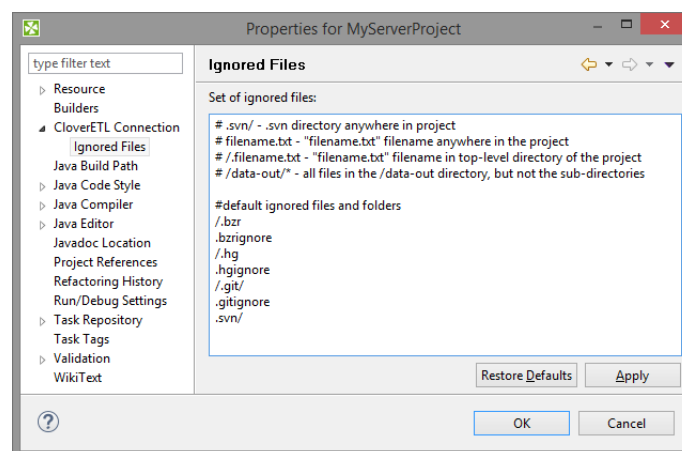 Properties for MyServerProject
type filter text
Resource
Builders
CloverETL Connection
Ignored Files
Java Build Path
Java Code Style
Java Compiler
Java Editor
Javadoc Location
Project References
Refactoring History
Run/Debug Settings
Task Repository
Task Tags
Validation
WikiText
Ignored Files
Set of ignored files:
# .svn/ - .svn directory anywhere in project
# filename.txt - "filename.txt" filename anywhere in the project
# /.filename.txt - "filename.txt" filename in top-level directory of the project
# /data-out/* - all files in the /data-out directory, but not the sub-directories
#default ignored files and folders
/.bzr
.bzrignore
/.hg
.hgignore
/.git/
.gitignore
.svn/
Restore Defaults
Apply
OK
Cancel